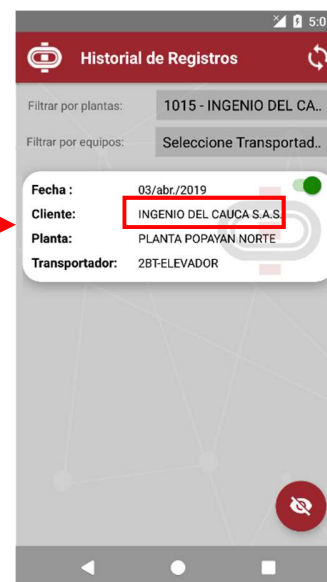 5:0
Historial de Registros
Filtrar por plantas: 1015 - INGENIO DEL CA..
Filtrar por equipos: Seleccione Transportad..
Fecha : 03/abr./2019
Cliente: INGENIO DEL CAUCA S.A.S.
Planta: PLANTA POPAYAN NORTE
Transportador: 2BT-ELEVADOR